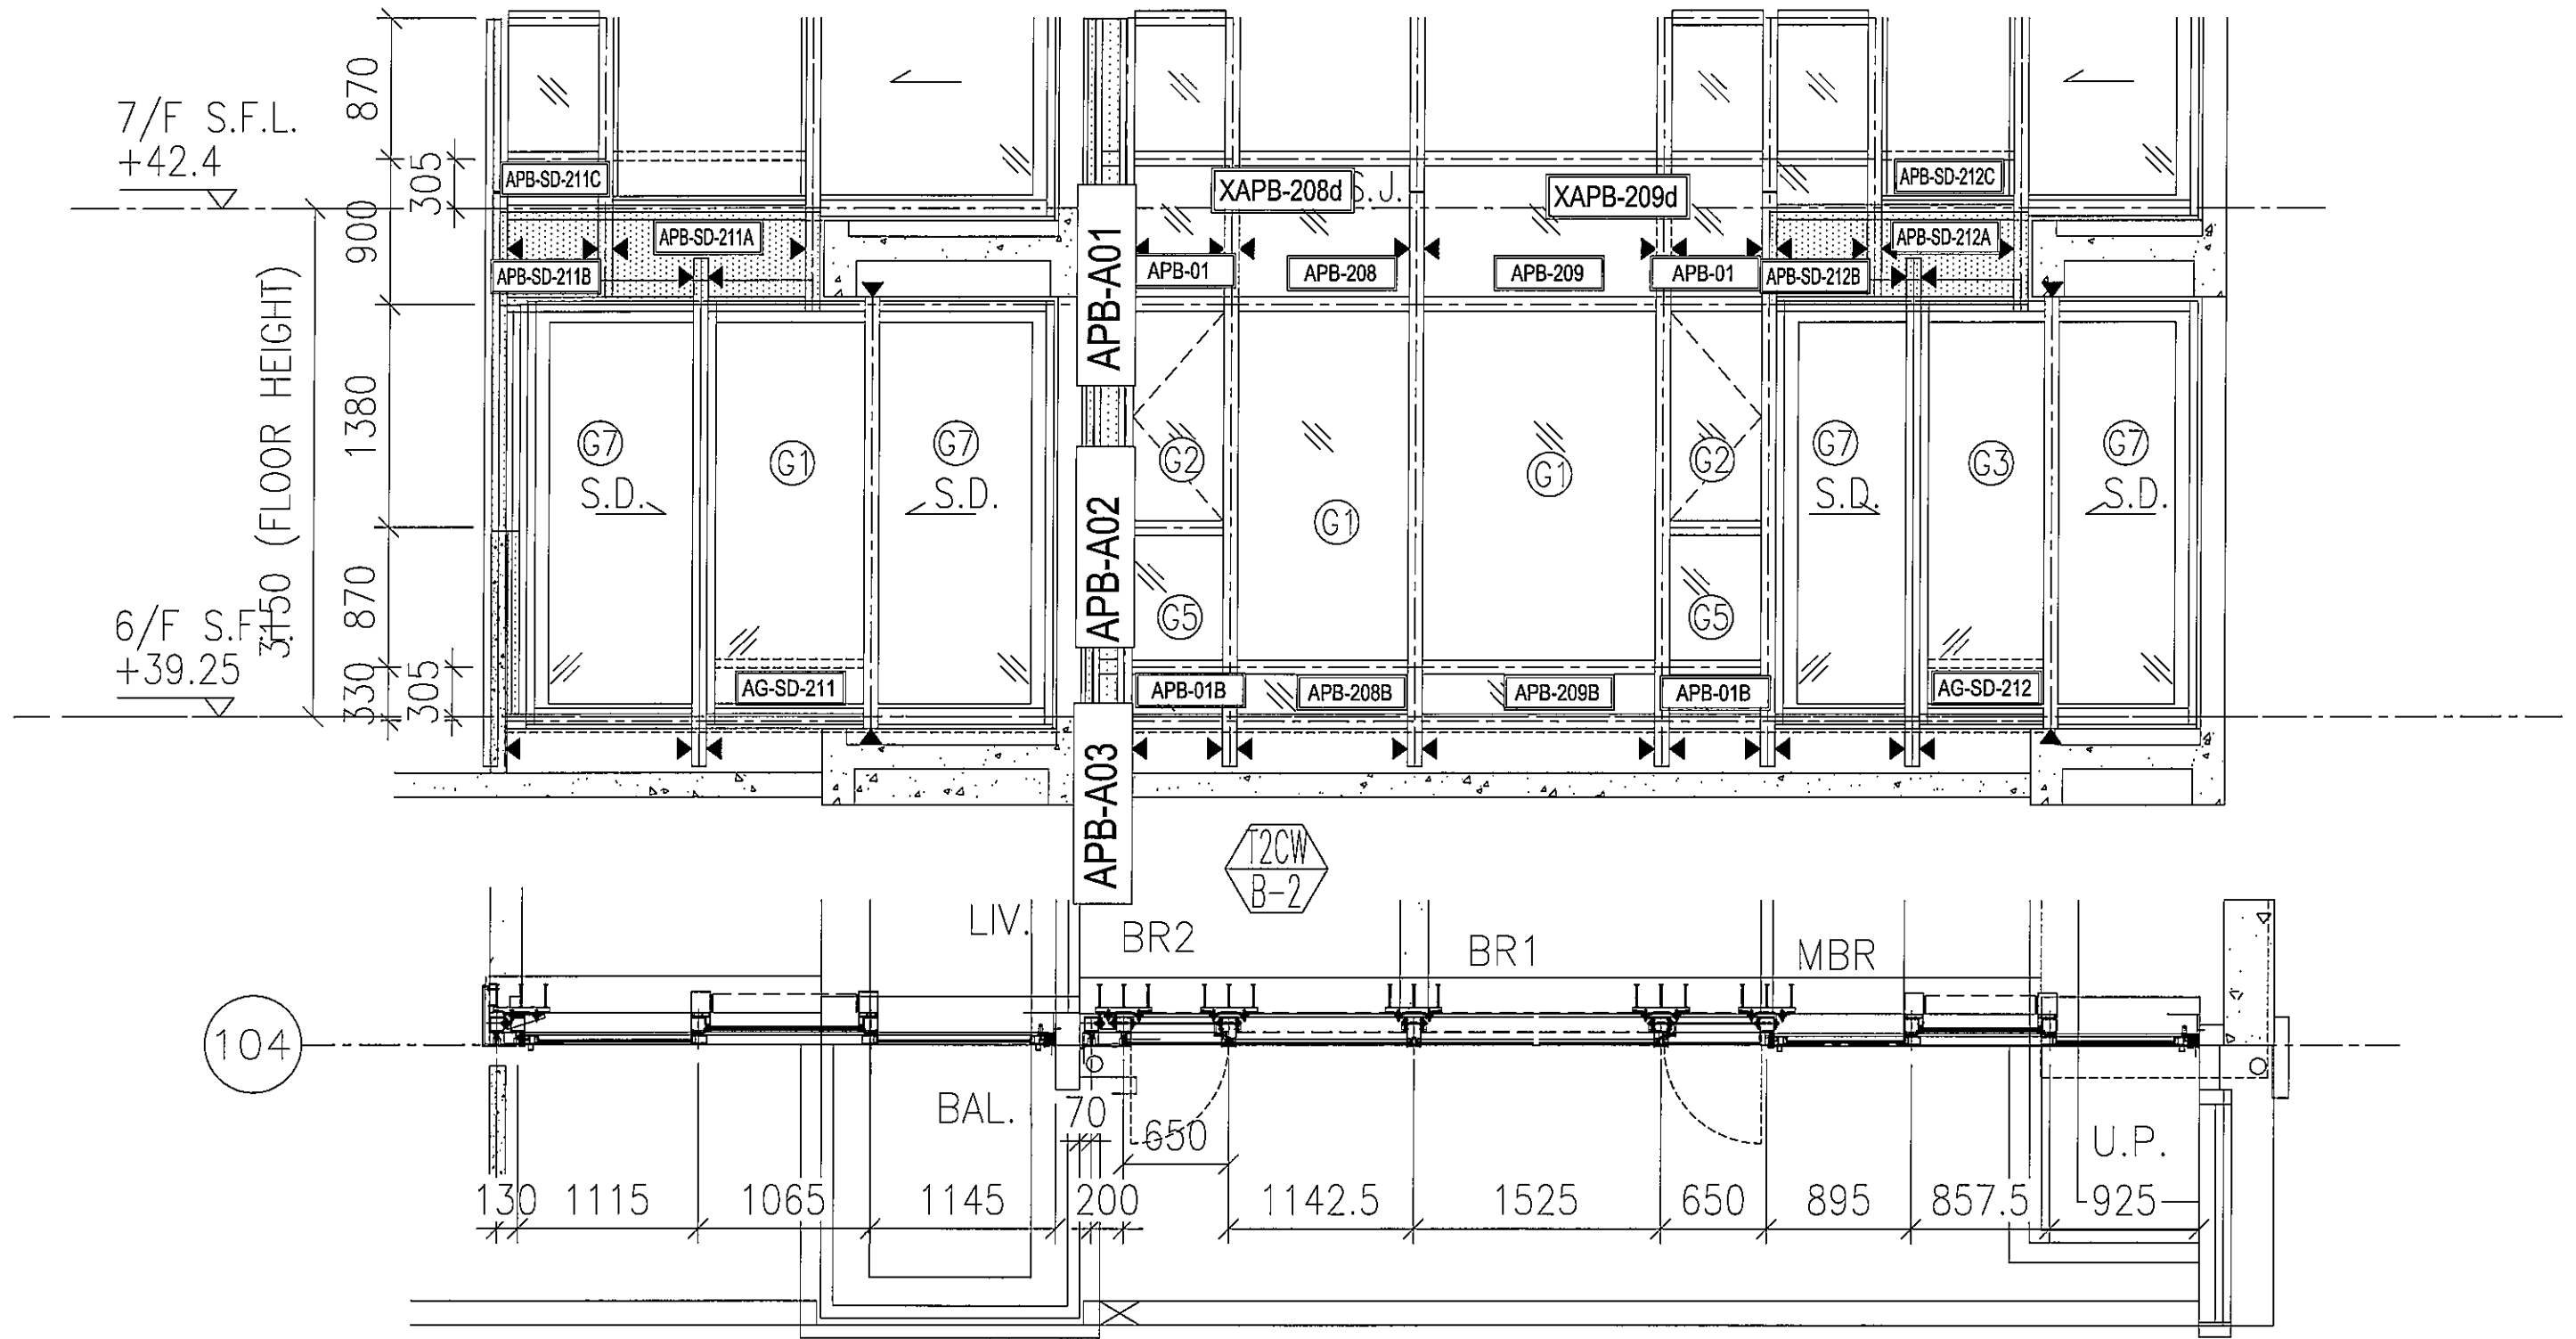 870
7/F S.F.L.
+42.4
305
APB-SD-211C
APB-SD-212C
XAPB-208d
S.J.
XAPB-209d
900
APB-SD-211A
APB-SD-212A
APB-SD-211B
APB-01
APB-208
APB-209
APB-01
APB-SD-212B
APB-A01
3150 (FLOOR HEIGHT)
1380
G7
S.D.
G1
G7
S.D.
G2
G1
G1
G2
G7
S.D.
G3
G7
S.D.
APB-A02
870
G5
G5
6/F S.F.L.
+39.25
330
305
AG-SD-211
APB-01B
APB-208B
APB-209B
APB-01B
AG-SD-212
APB-A03
T2CW
B-2
LIV.
BR2
BR1
MBR
104
BAL.
70
650
U.P.
130
1115
1065
1145
200
1142.5
1525
650
895
857.5
925